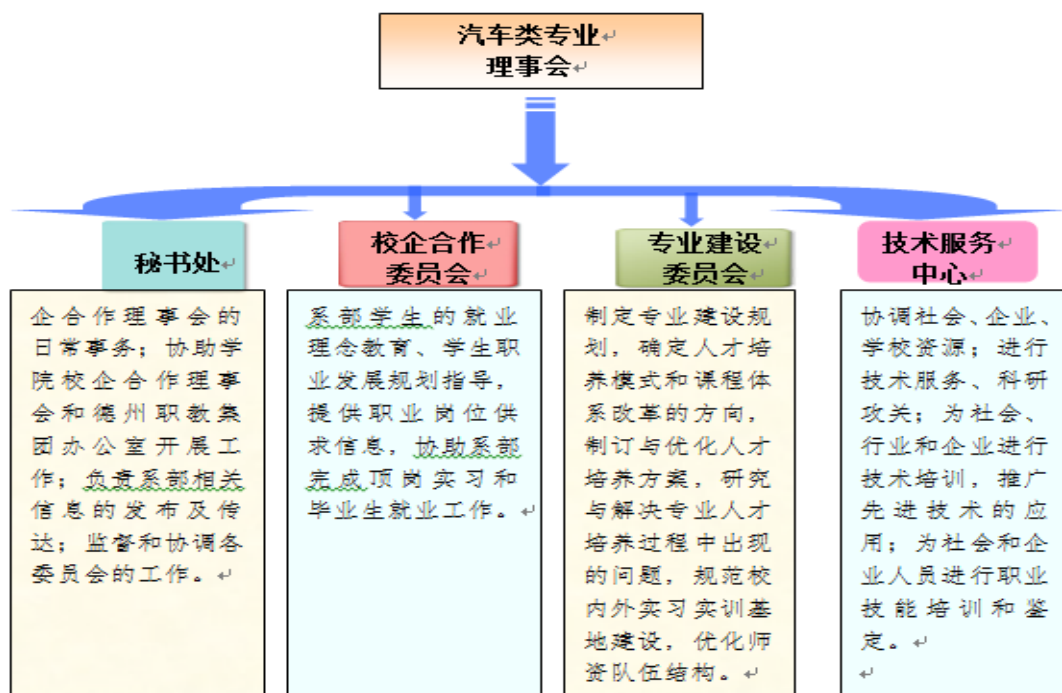 汽车类专业
理事会
秘书处
企合作理事会的
日常事务；协助学
院校企合作理事
会和德州职教集
团办公室开展工
作；负责系部相关
信息的发布及传
达；监督和协调各
委员会的工作。
校企合作
委员会
系部学生的就业
理念教育、学生职
业发展规划指导，
提供职业岗位供
求信息，协助系部
完成顶岗实习和
毕业生就业工作。
专业建设
委员会
制定专业建设规
划，确定人才培
养模式和课程体
系改革的方向，
制订与优化人才
培养方案，研究
与解决专业人才
培养过程中出现
的问题，规范校
内外实习实训基
地建设，优化师
资队伍结构。
技术服务
中心
协调社会、企业、
学校资源；进行
技术服务、科研
攻关；为社会、
行业和企业进行
技术培训，推广
先进技术的应
用；为社会和企
业人员进行职业
技能培训和鉴
定。